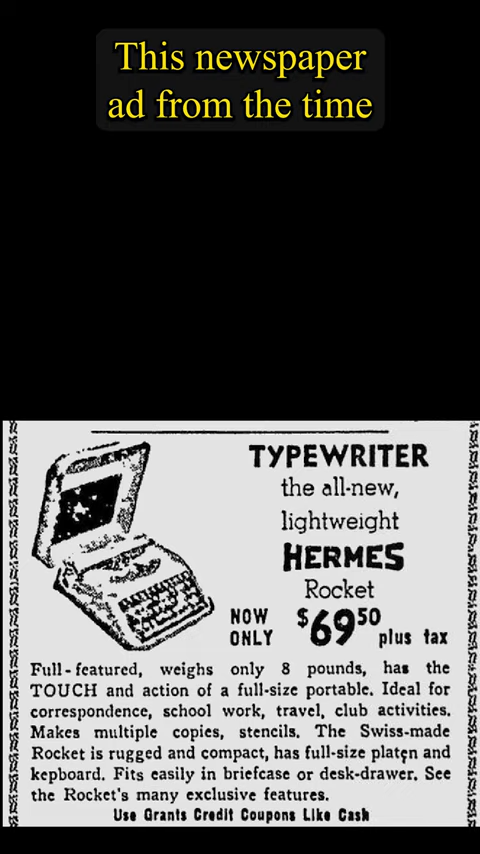 This newspaper
ad from the time
TYPEWRITER
the all-new,
lightweight
HERMES
Rocket
NOW
ONLY
$69.50 plus tax
Full-featured, weighs only 8 pounds, has the
TOUCH and action of a full-size portable. Ideal for
correspondence, school work, travel, club activities.
Makes multiple copies, stencils. The Swiss-made
Rocket is rugged and compact, has full-size platen and
kepboard. Fits easily in briefcase or desk-drawer. See
the Rocket's many exclusive features.
Use Grants Credit Coupons Like Cash